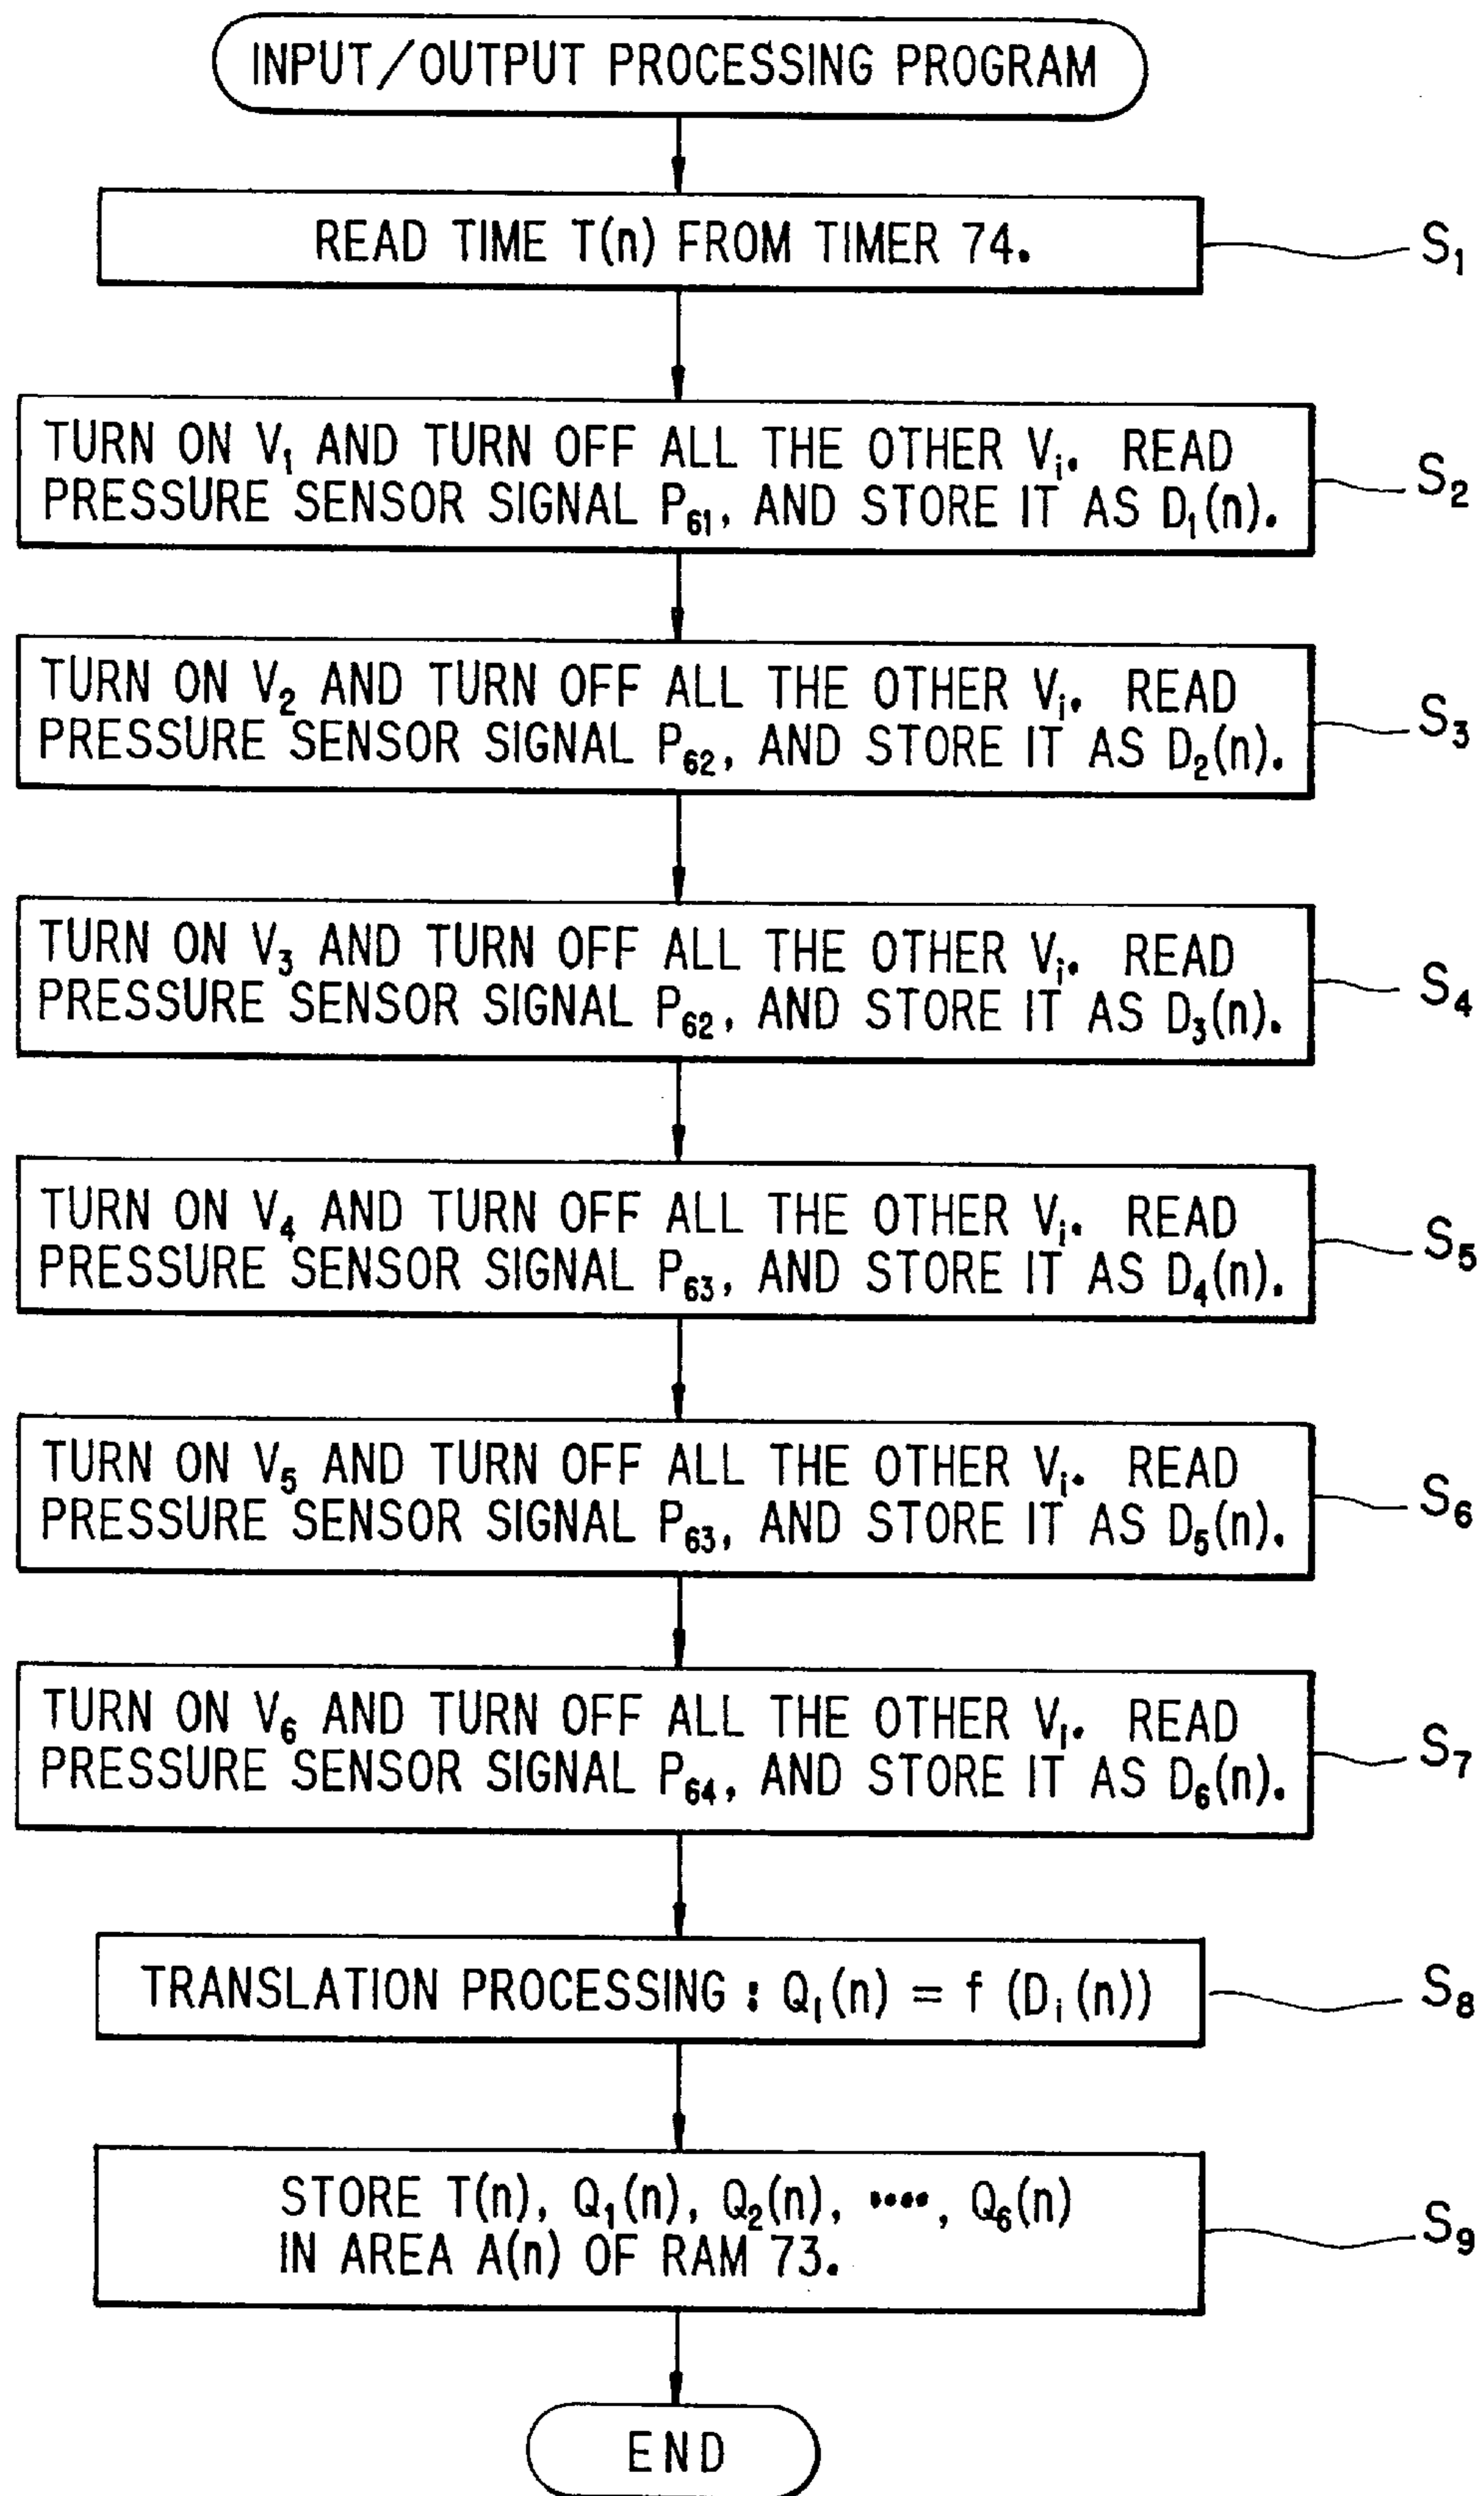 INPUT/OUTPUT PROCESSING PROGRAM
READ TIME T(n) FROM TIMER 74.
S₁
TURN ON V₁ AND TURN OFF ALL THE OTHER Vᵢ. READ
PRESSURE SENSOR SIGNAL P₆₁, AND STORE IT AS D₁(n).
S₂
TURN ON V₂ AND TURN OFF ALL THE OTHER Vᵢ. READ
PRESSURE SENSOR SIGNAL P₆₂, AND STORE IT AS D₂(n).
S₃
TURN ON V₃ AND TURN OFF ALL THE OTHER Vᵢ. READ
PRESSURE SENSOR SIGNAL P₆₂, AND STORE IT AS D₃(n).
S₄
TURN ON V₄ AND TURN OFF ALL THE OTHER Vᵢ. READ
PRESSURE SENSOR SIGNAL P₆₃, AND STORE IT AS D₄(n).
S₅
TURN ON V₅ AND TURN OFF ALL THE OTHER Vᵢ. READ
PRESSURE SENSOR SIGNAL P₆₃, AND STORE IT AS D₅(n).
S₆
TURN ON V₆ AND TURN OFF ALL THE OTHER Vᵢ. READ
PRESSURE SENSOR SIGNAL P₆₄, AND STORE IT AS D₆(n).
S₇
TRANSLATION PROCESSING : Qᵢ(n) = f (Dᵢ(n))
S₈
STORE T(n), Q₁(n), Q₂(n), ••••, Q₆(n)
IN AREA A(n) OF RAM 73.
S₉
END